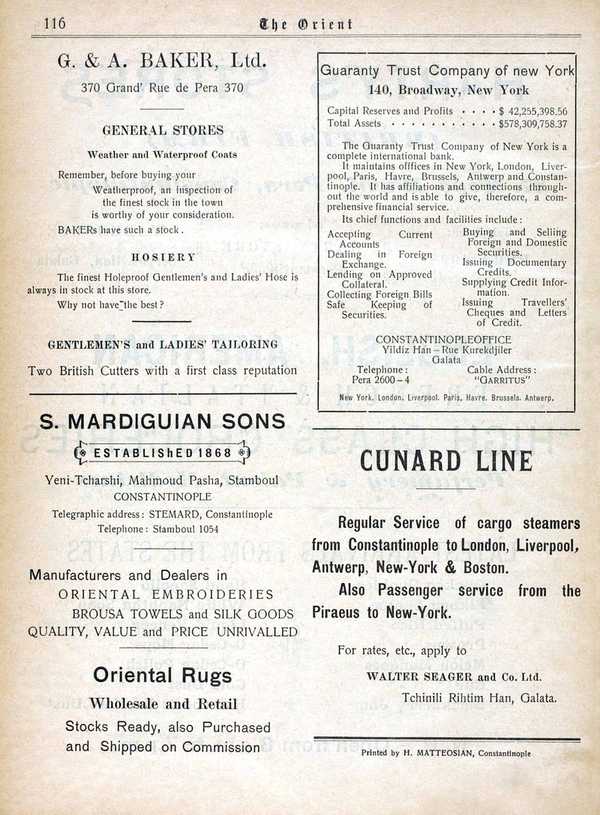 116
The Orient
G. & A. BAKER, Ltd.
370 Grand' Rue de Pera 370
GENERAL STORES
Weather and Waterproof Coats
Remember, before buying your
Weatherproof, an inspection of
the finest stock in the town
is worthy of your consideration.
BAKERs have such a stock.
HOSIERY
The finest Holeproof Gentlemen's and Ladies' Hose is
always in stock at this store.
Why not have the best?
GENTLEMEN'S and LADIES' TAILORING
Two British Cutters with a first class reputation
S. MARDIGUIAN SONS
ESTABLIShED 1868
Yeni-Tcharshi, Mahmoud Pasha, Stamboul
CONSTANTINOPLE
Telegraphic address: STEMARD, Constantinople
Telephone: Stamboul 1054
Manufacturers and Dealers in
ORIENTAL EMBROIDERIES
BROUSA TOWELS and SILK GOODS
QUALITY, VALUE and PRICE UNRIVALLED
Oriental Rugs
Wholesale and Retail
Stocks Ready, also Purchased
and Shipped on Commission
Guaranty Trust Company of new York
140, Broadway, New York
Capital Reserves and Profits . . . . $ 42,255,398.56
Total Assets . . . . . . . . . . . $578,309,758.37
The Guaranty Trust Company of New York is a
complete international bank.
It maintains offlices in New York, London, Liver-
pool, Paris, Havre, Brussels, Antwerp and Constan-
tinople. It has affiliations and connections through-
out the world and is able to give, therefore, a com-
prehensive financial service.
Its chief functions and facilities include:
Accepting Current
Accounts
Dealing in Foreign
Exchange.
Lending on Approved
Collateral.
Collecting Foreign Bills
Safe Keeping of
Securities.
Buying and Selling
Foreign and Domestic
Securities.
Issuing Documentary
Credits.
Supplying Credit Infor-
mation.
Issuing Travellers'
Cheques and Letters
of Credit.
CONSTANTINOPLEOFFICE
Yildiz Han – Rue Kurekdjiler
Galata
Telephone:
Pera 2600–4
Cable Address:
"GARRITUS"
New York. London. Liverpool. Paris. Havre. Brussels. Antwerp.
CUNARD LINE
Regular Service of cargo steamers
from Constantinople to London, Liverpool,
Antwerp, New-York & Boston.
Also Passenger service from the
Piraeus to New-York.
For rates, etc., apply to
WALTER SEAGER and Co. Ltd.
Tchinili Rihtim Han, Galata.
Printed by H. MATTEOSIAN, Constantinople